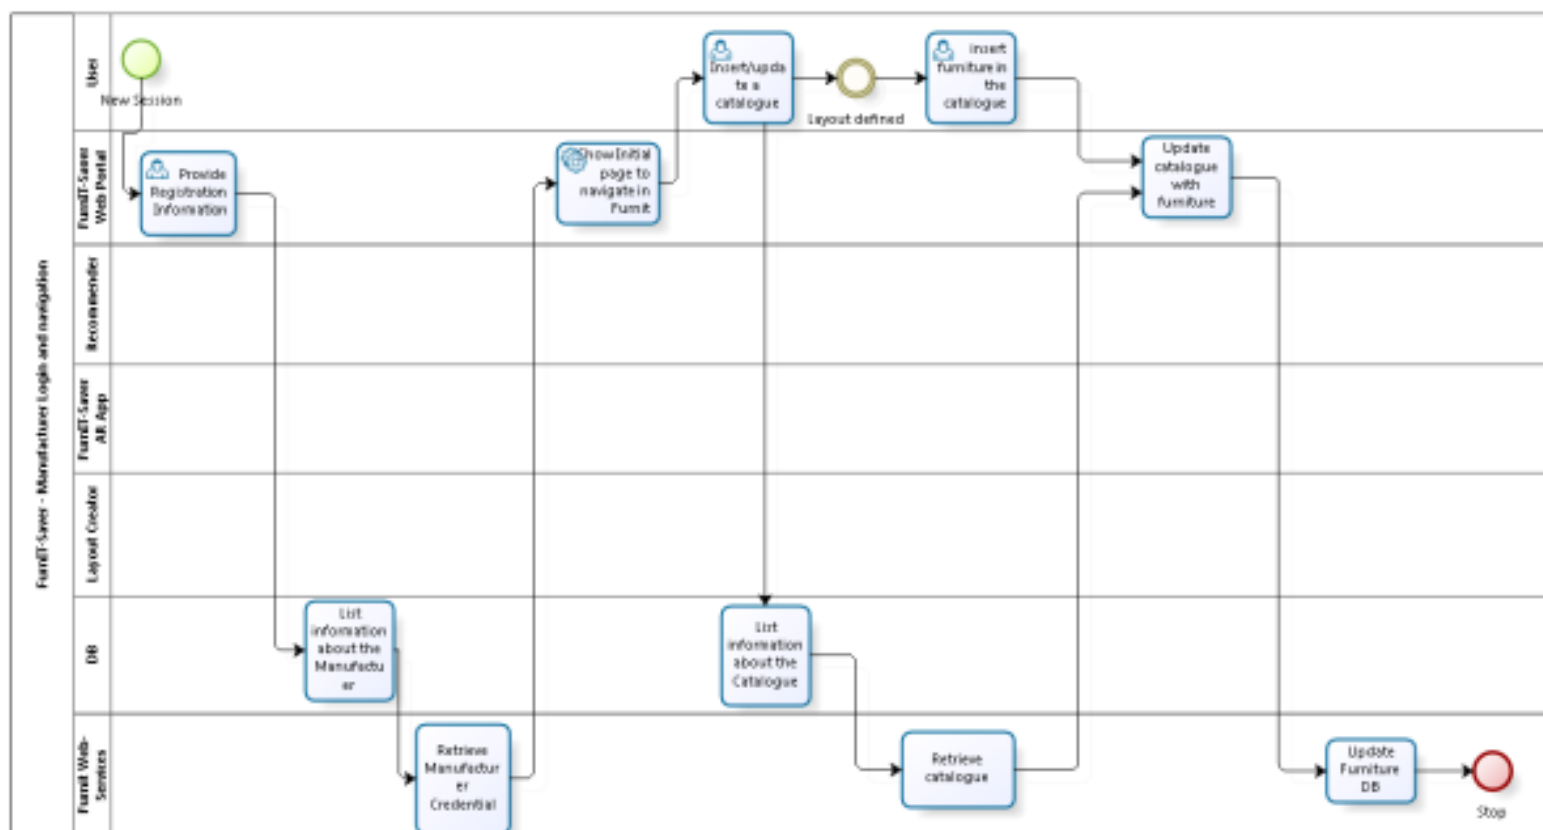 FurnIT-Saver - Manufacturer Login and navigation
User
New Session
Insert/upda
te a
catalogue
Layout defined
insert
furniture in
the
catalogue
FurnIT-Saver
Web Portal
Provide
Registration
Information
Show Initial
page to
navigate in
Furnit
Update
catalogue
with
furniture
Recommender
FurnIT-Saver
AR App
Layout Creator
DB
List
information
about the
Manufactu
er
List
information
about the
Catalogue
Furnit Web-
Services
Retrieve
Manufactur
er
Credential
Retrieve
catalogue
Update
Furniture
DB
Stop